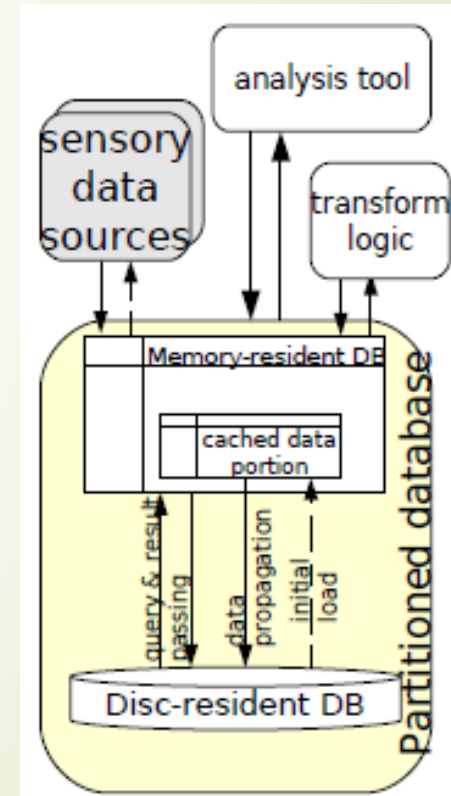 analysis tool
sensory
data
sources
transform
logic
Memory-resident DB
cached data
portion
query & result
passing
data
propagation
initial
load
Disc-resident DB
Partitioned database